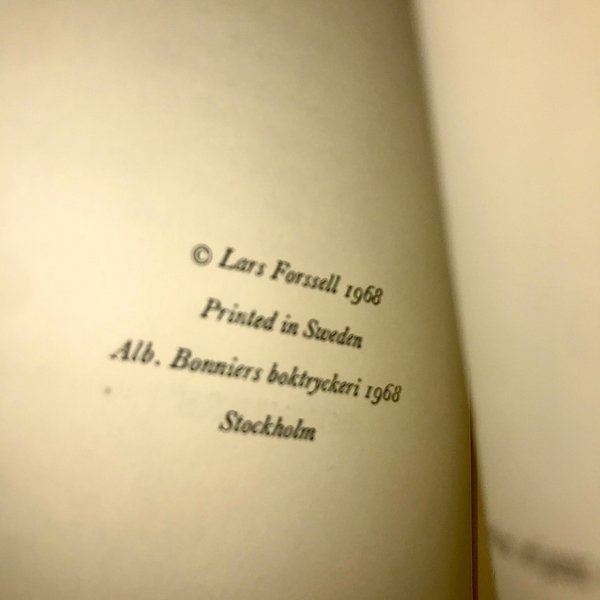 © Lars Forssell 1968
Printed in Sweden
Alb. Bonniers boktryckeri 1968
Stockholm